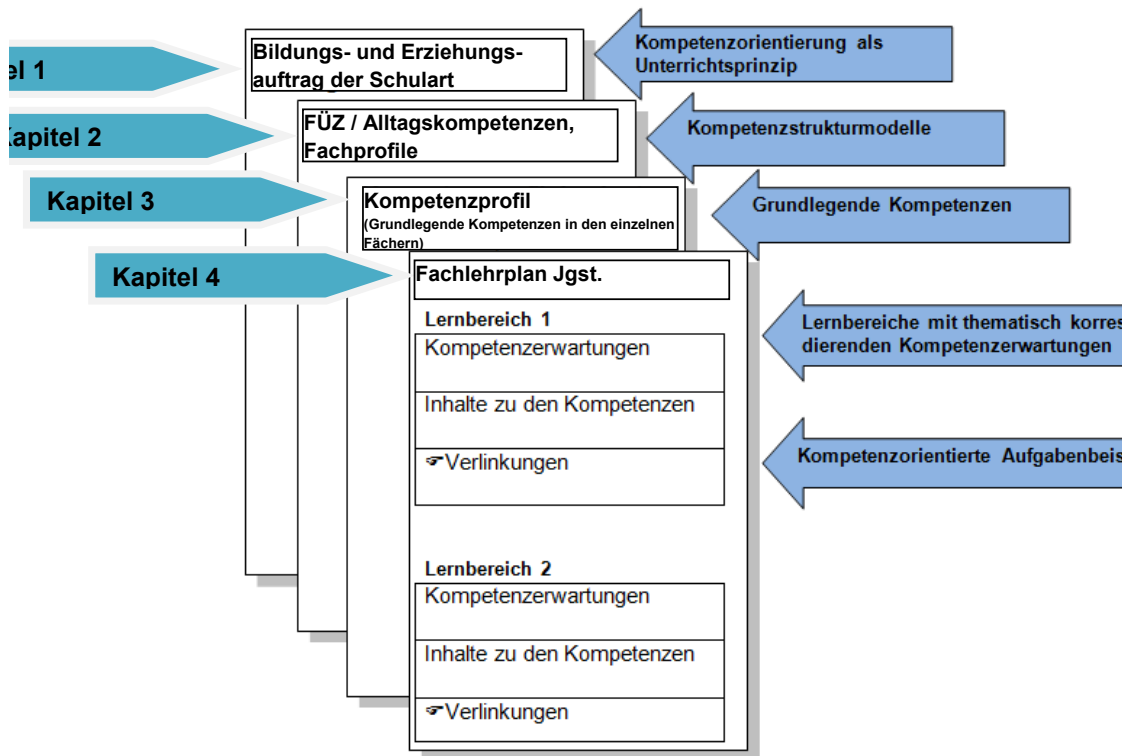 el 1
Bildungs- und Erziehungs-
auftrag der Schulart
Kompetenzorientierung als
Unterrichtsprinzip
Kapitel 2
FÜZ / Alltagskompetenzen,
Fachprofile
Kompetenzstrukturmodelle
Kapitel 3
Kompetenzprofil
(Grundlegende Kompetenzen in den einzelnen
Fächern)
Grundlegende Kompetenzen
Kapitel 4
Fachlehrplan Jgst.
Lernbereich 1
Kompetenzerwartungen
Inhalte zu den Kompetenzen
☞Verlinkungen
Lernbereiche mit thematisch korres
dierenden Kompetenzerwartungen
Kompetenzorientierte Aufgabenbeis
Lernbereich 2
Kompetenzerwartungen
Inhalte zu den Kompetenzen
☞Verlinkungen